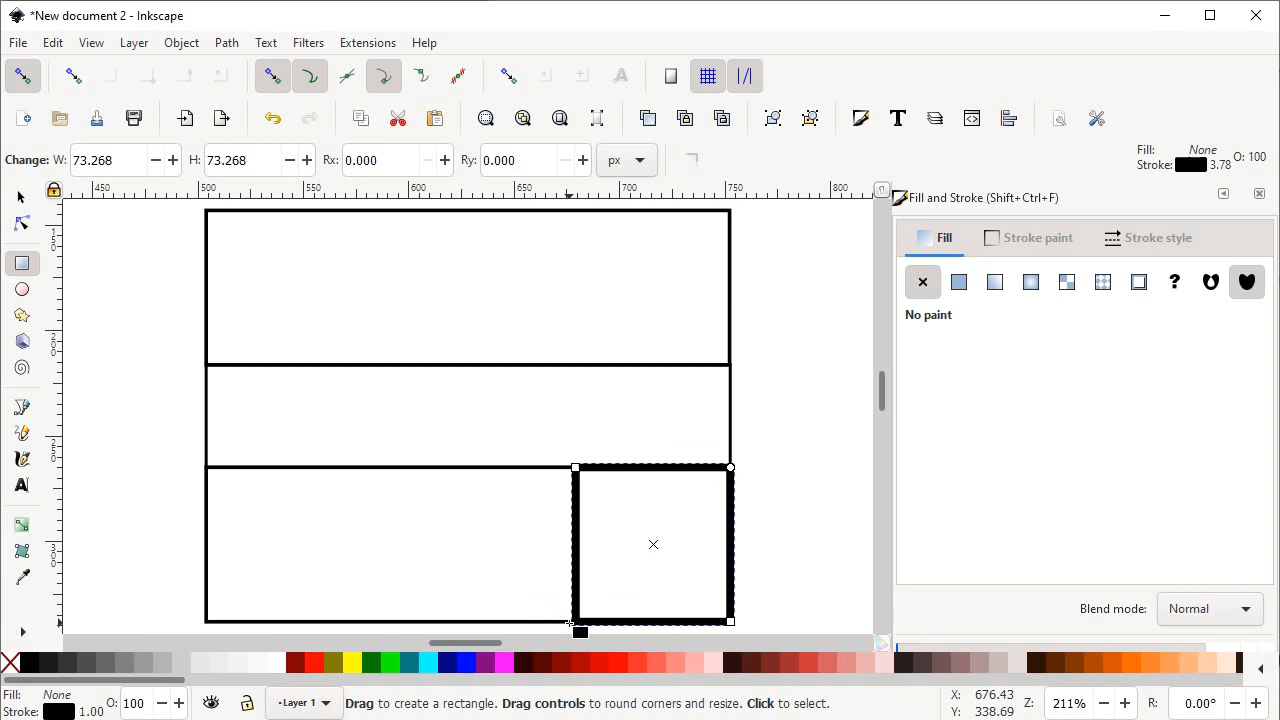 *New document 2 - Inkscape
File Edit View Layer Object Path Text Filters Extensions Help
Change: W: 73.268 H: 73.268 Rx: 0.000 Ry: 0.000 px
Fill: None
Stroke: 3.78 O: 100
450 500 550 600 650 700 750 800
150
200
250
300
Fill and Stroke (Shift+Ctrl+F)
Fill Stroke paint Stroke style
No paint
Blend mode: Normal
Fill: None
Stroke: 1.00 O: 100
Layer 1
Drag to create a rectangle. Drag controls to round corners and resize. Click to select.
X: 676.43
Y: 338.69
Z: 211% R: 0.00°